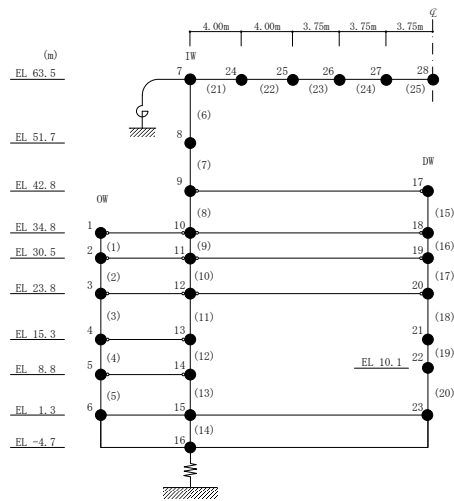 ℄
4.00m 4.00m 3.75m 3.75m 3.75m
(m) IW
EL 63.5 7 24 25 26 27 28
(21) (22) (23) (24) (25)
(6)
EL 51.7 8
(7) DW
EL 42.8 9 17
OW (8) (15)
EL 34.8 1 10 18
(1) (9) (16)
EL 30.5 2 11 19
(2) (10) (17)
EL 23.8 3 12 20
(3) (11) (18)
EL 15.3 4 13 21
(4) (12) (19)
EL 10.1 22
EL 8.8 5 14
(5) (13) (20)
EL 1.3 6 15 23
(14)
EL -4.7 16